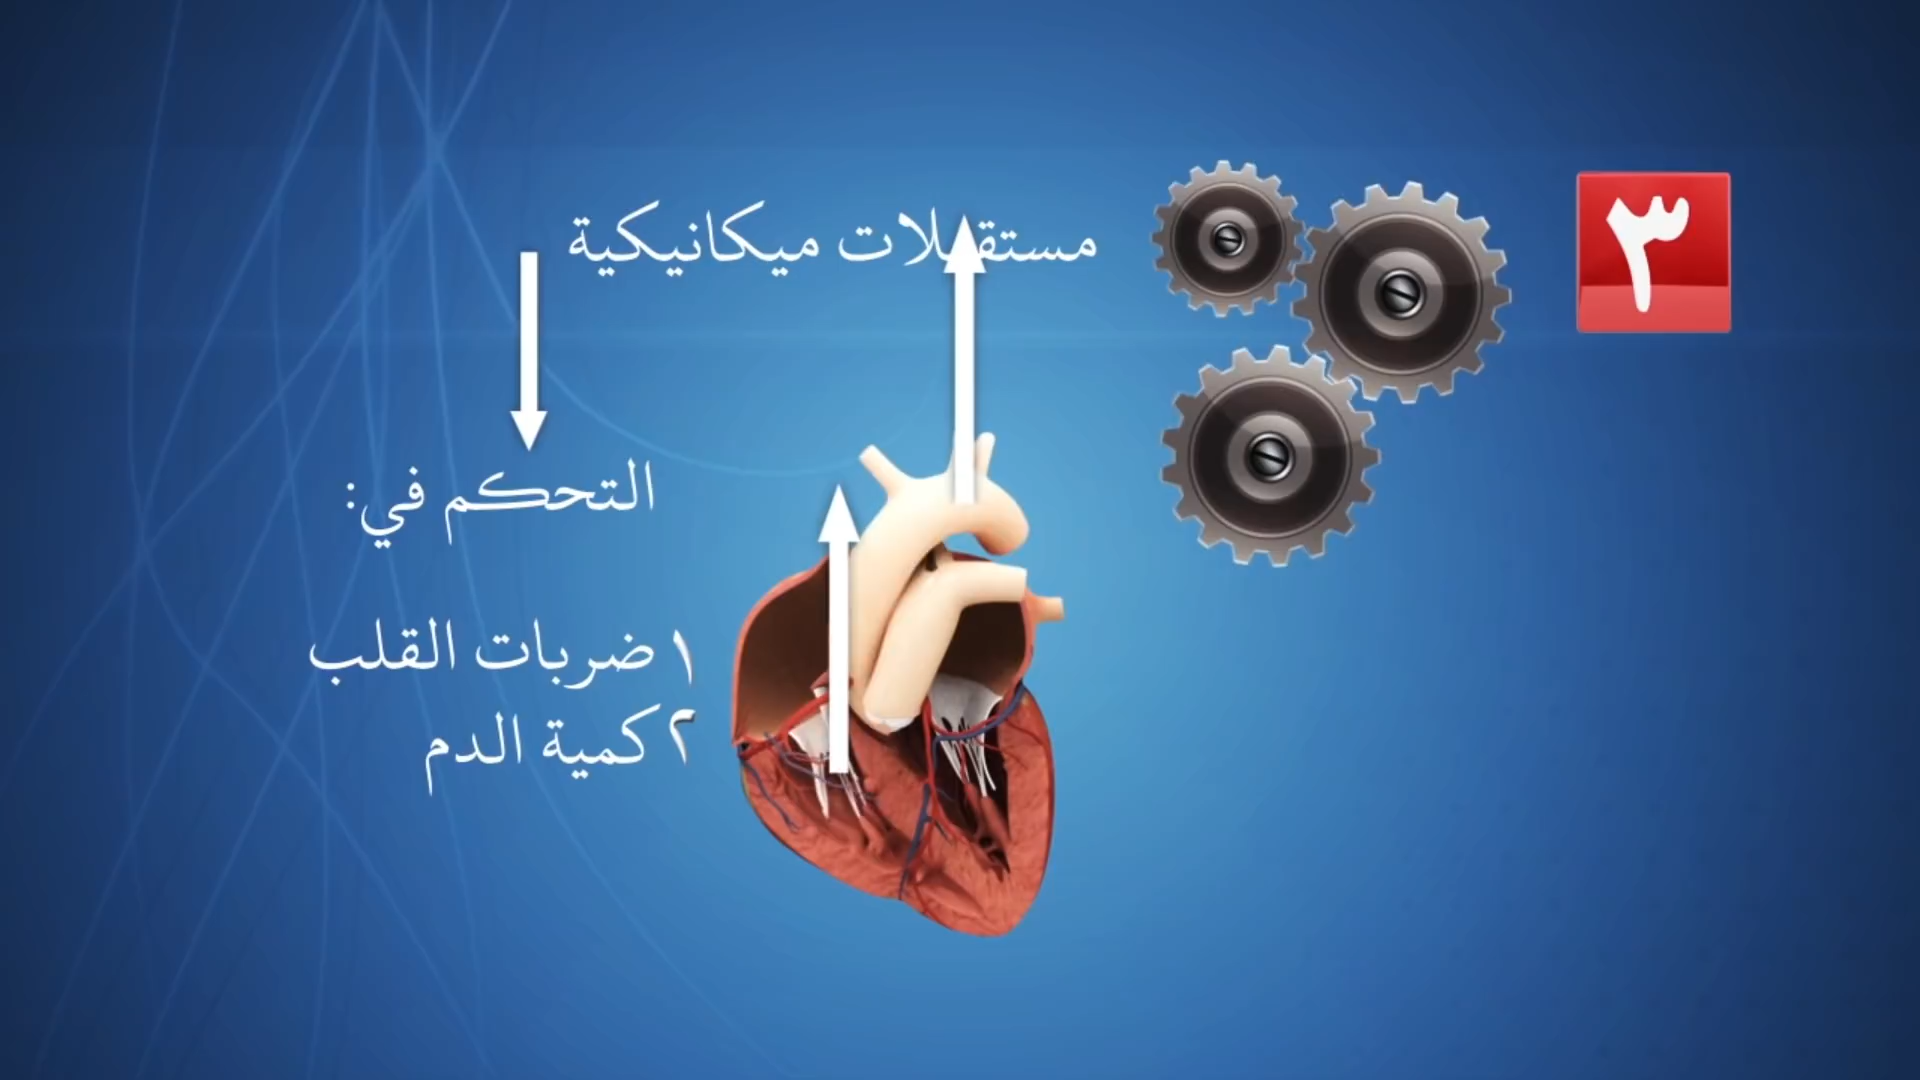 ٣
مستقبلات ميكانيكية
التحكم في:
١ ضربات القلب
٢ كمية الدم